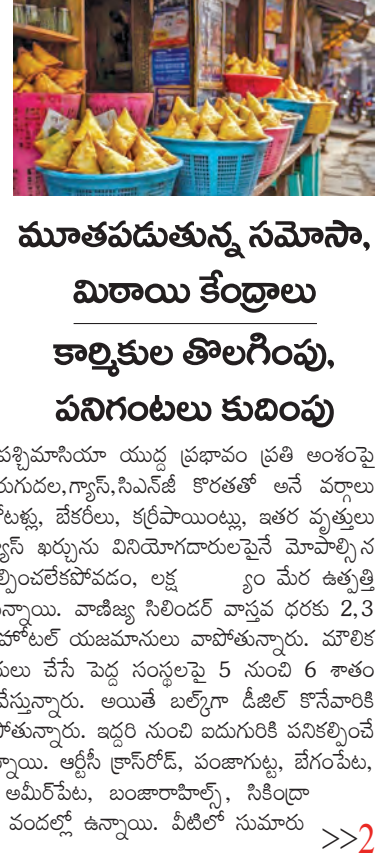 మూతపడుతున్న సమోసా,
మిఠాయి కేంద్రాలు
కార్మికుల తొలగింపు,
పనిగంటలు కుదింపు
పశ్చిమాసియా యుద్ధ ప్రభావం ప్రతి అంశంపై
రుగుదల,గ్యాస్,సిఎన్‌జీ కొరతతో అనే వర్గాలు
బేకరీలు, కర్రీపాయింట్లు, ఇతర వృత్తులు
ఖర్చును వినియోగదారులపైనే మోపాల్సిన
ల్పించలేకపోవడం, లక్ష్యం మేర ఉత్పత్తి
న్నాయి. వాణిజ్య సిలిండర్ వాస్తవ ధరకు 2,3
హోటల్ యజమానులు వాపోతున్నారు. మౌలిక
చేసే పెద్ద సంస్థలపై 5 నుంచి 6 శాతం
వేస్తున్నారు. అయితే బల్క్‌గా డీజిల్ కొనేవారికి
పోతున్నారు. ఇద్దరి నుంచి ఐదుగురికి పనికల్పించే
న్నాయి. ఆర్టీసీ క్రాస్‌రోడ్, పంజాగుట్ట, బేగంపేట,
అమీర్‌పేట, బంజారాహిల్స్, సికింద్రా
వందల్లో ఉన్నాయి. వీటిలో సుమారు
>>2